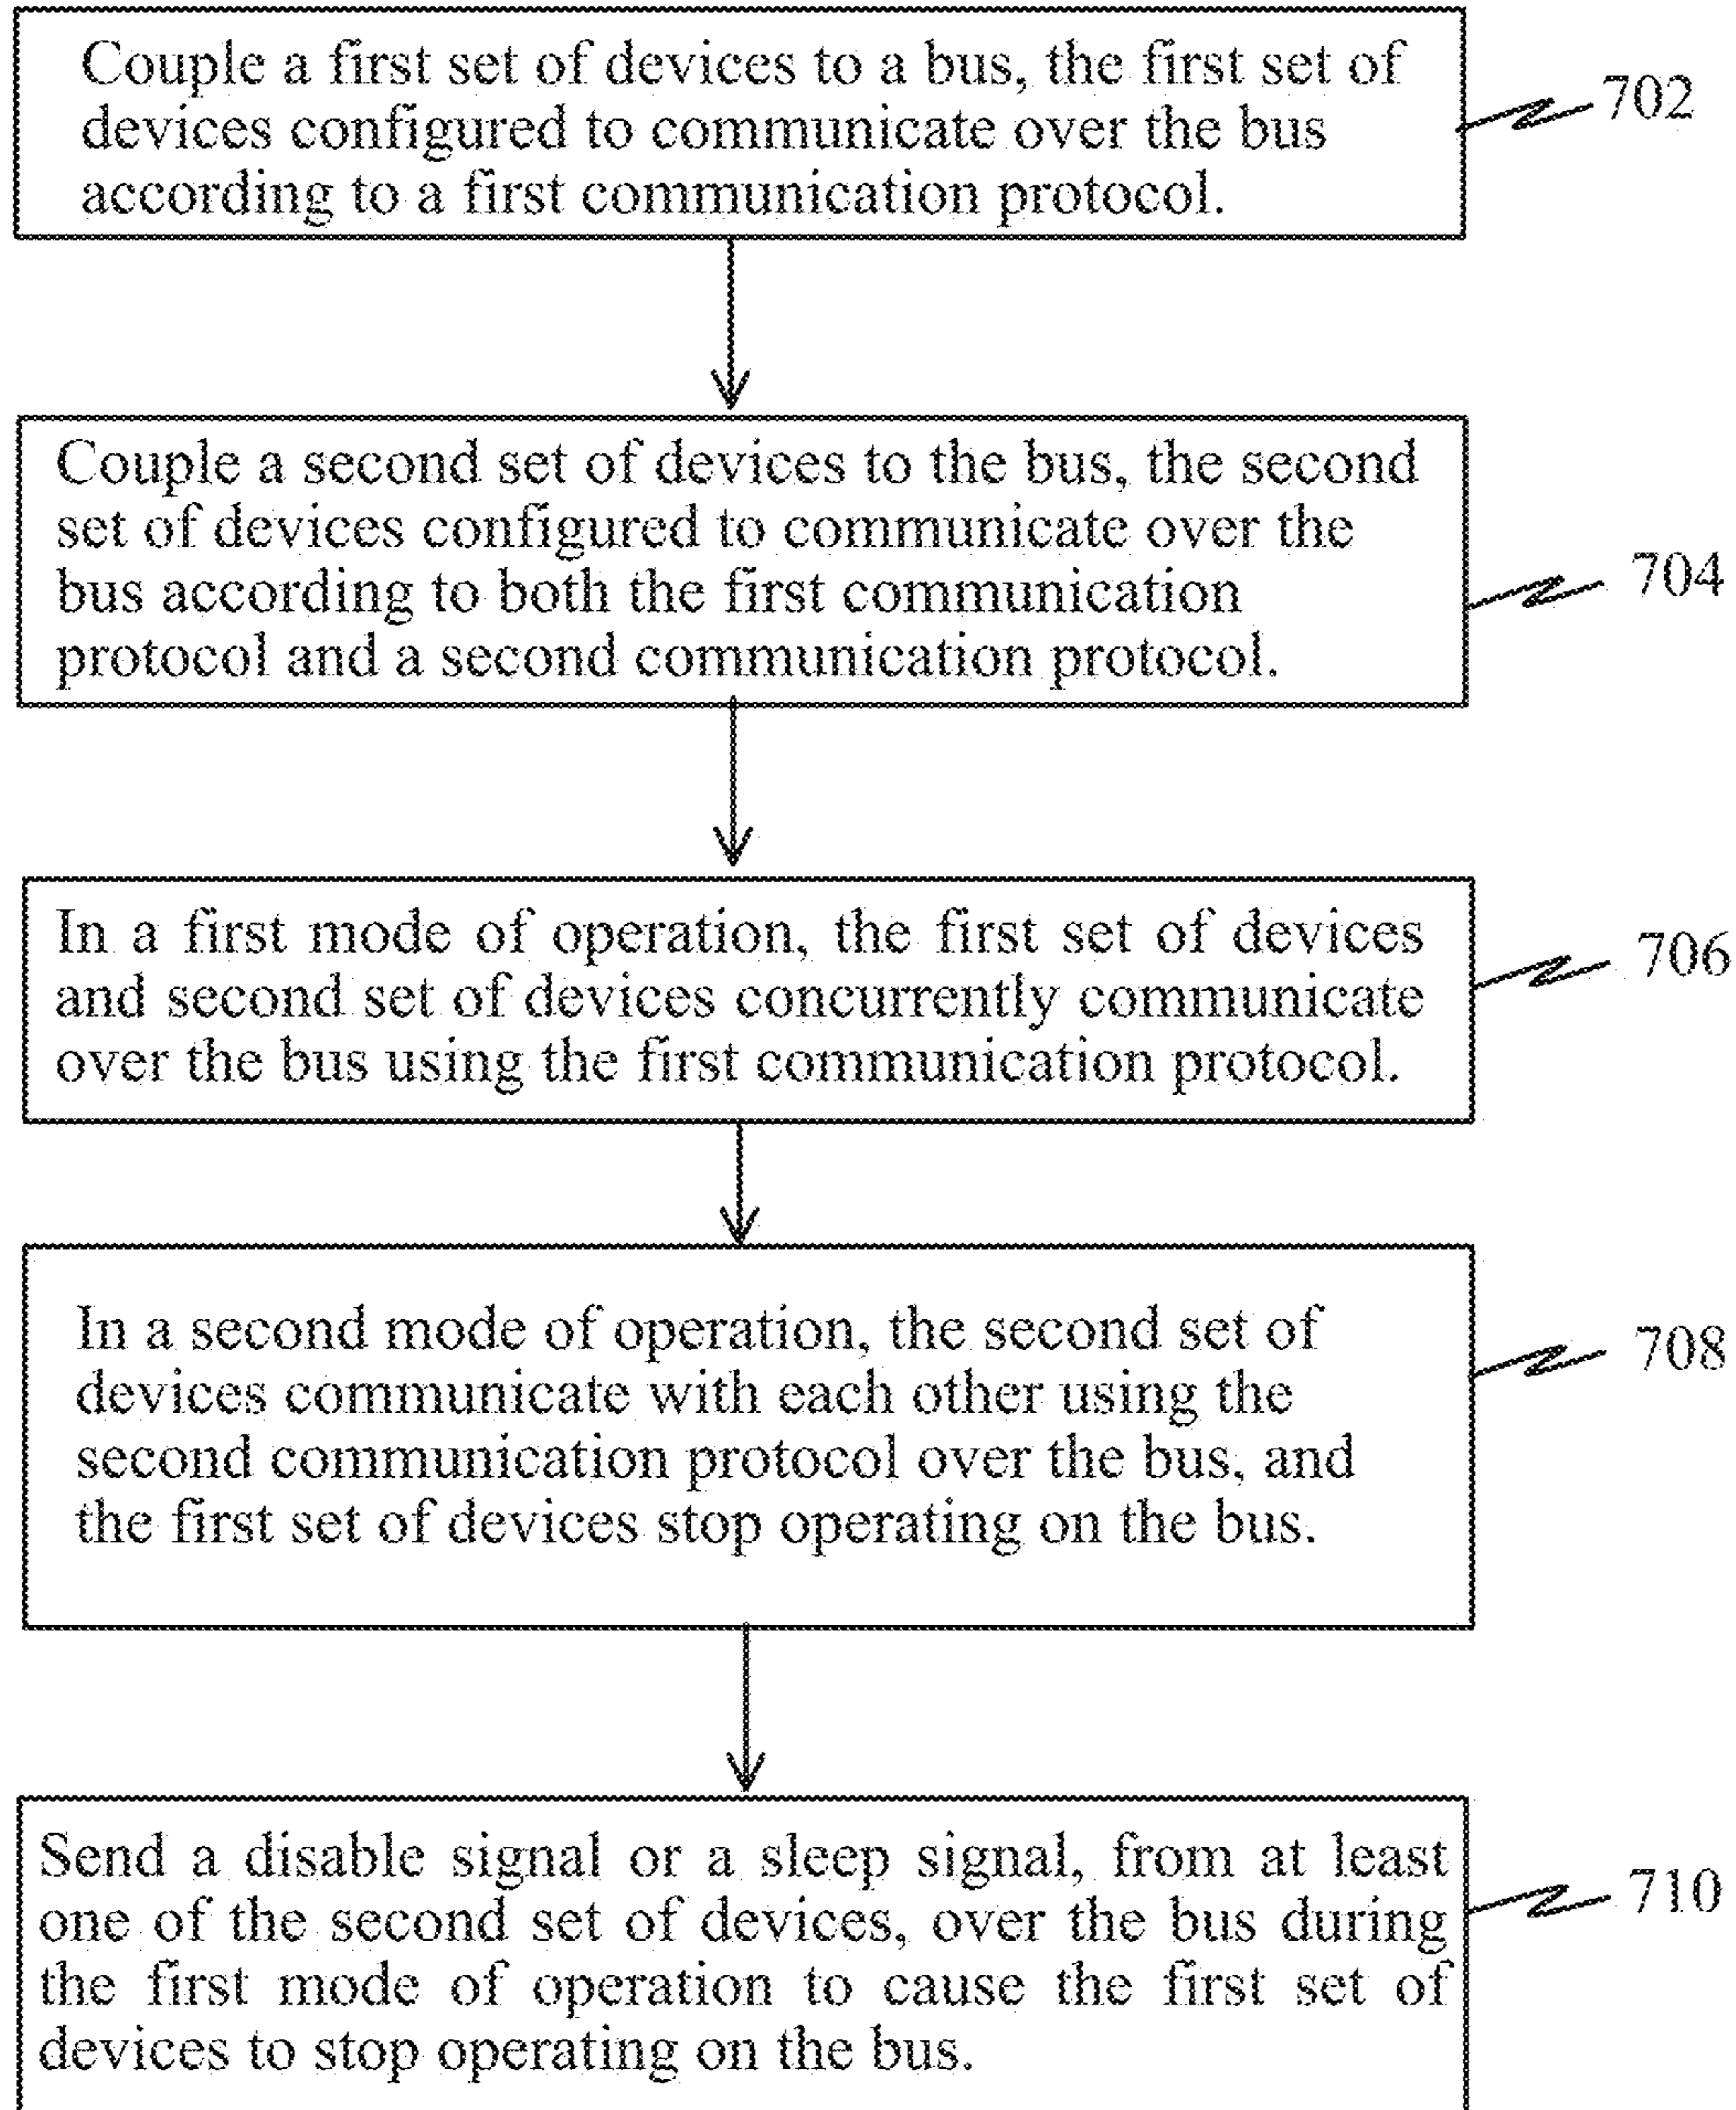 Couple a first set of devices to a bus, the first set of
devices configured to communicate over the bus
according to a first communication protocol.
702
Couple a second set of devices to the bus, the second
set of devices configured to communicate over the
bus according to both the first communication
protocol and a second communication protocol.
704
In a first mode of operation, the first set of devices
and second set of devices concurrently communicate
over the bus using the first communication protocol.
706
In a second mode of operation, the second set of
devices communicate with each other using the
second communication protocol over the bus, and
the first set of devices stop operating on the bus.
708
Send a disable signal or a sleep signal, from at least
one of the second set of devices, over the bus during
the first mode of operation to cause the first set of
devices to stop operating on the bus.
710